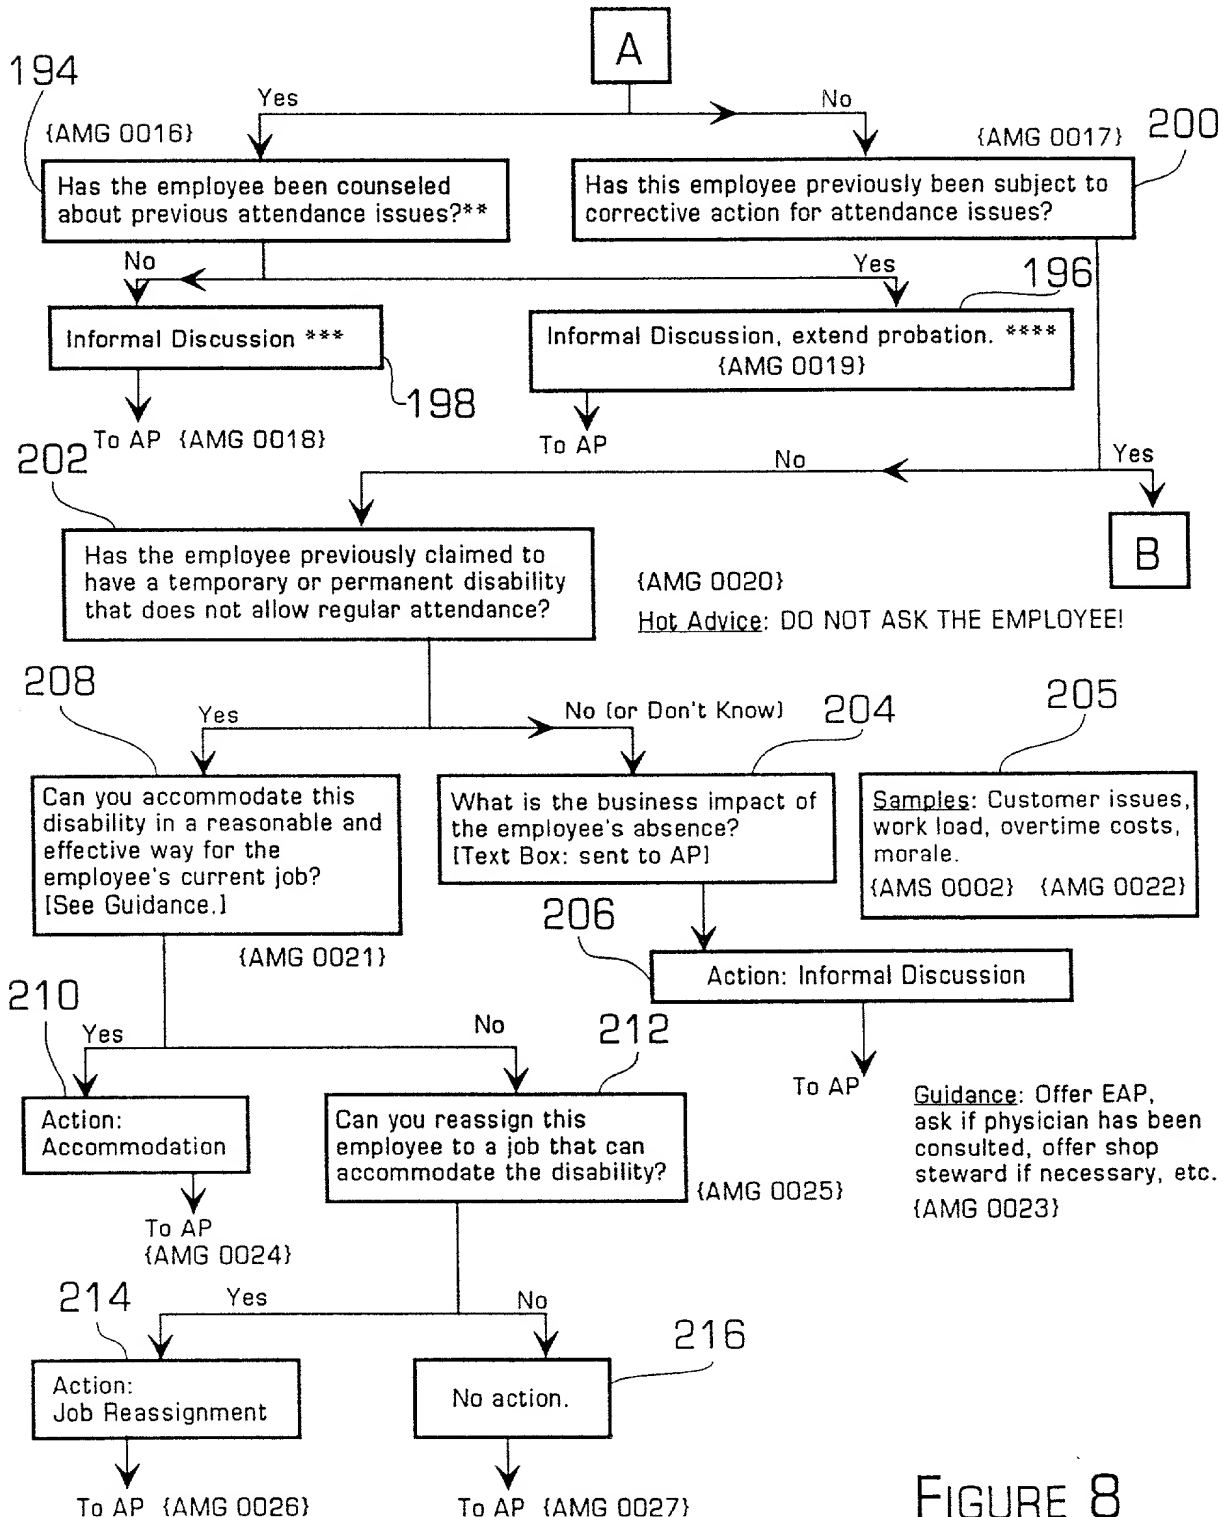 A
194
Yes
No
{AMG 0016}
{AMG 0017}
200
Has the employee been counseled
about previous attendance issues?**
Has this employee previously been subject to
corrective action for attendance issues?
No
Yes
196
Informal Discussion ***
Informal Discussion, extend probation. ****
{AMG 0019}
198
To AP {AMG 0018}
To AP
202
No
Yes
B
Has the employee previously claimed to
have a temporary or permanent disability
that does not allow regular attendance?
{AMG 0020}
Hot Advice: DO NOT ASK THE EMPLOYEE!
208
Yes
No (or Don't Know)
204
205
Can you accommodate this
disability in a reasonable and
effective way for the
employee's current job?
[See Guidance.]
What is the business impact of
the employee's absence?
[Text Box: sent to AP]
Samples: Customer issues,
work load, overtime costs,
morale.
{AMS 0002} {AMG 0022}
{AMG 0021}
206
Action: Informal Discussion
210
Yes
No
212
To AP
Action:
Accommodation
Can you reassign this
employee to a job that can
accommodate the disability?
{AMG 0025}
Guidance: Offer EAP,
ask if physician has been
consulted, offer shop
steward if necessary, etc.
{AMG 0023}
To AP
{AMG 0024}
214
Yes
No
216
Action:
Job Reassignment
No action.
To AP {AMG 0026}
To AP {AMG 0027}
FIGURE 8